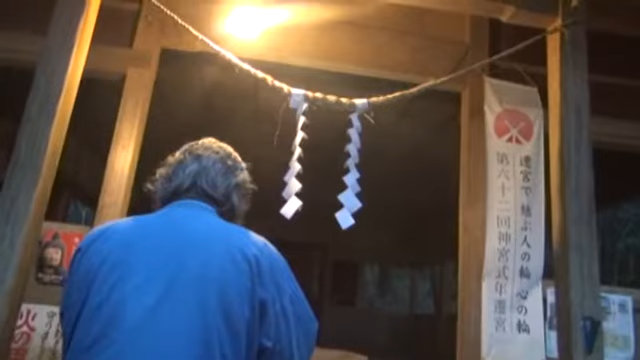 遷宮で結ぶ人の輪 心の輪
第六十二回神宮式年遷宮
火の